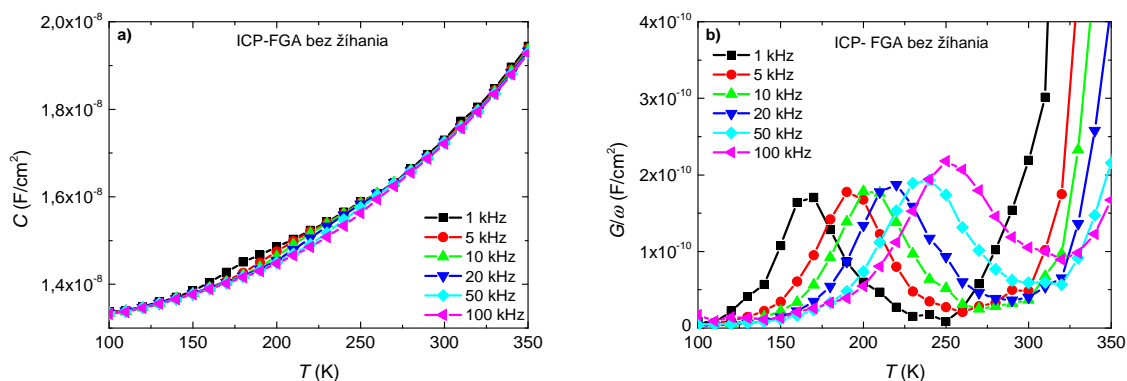 a)
ICP-FGA bez žíhania
2,0x10⁻⁸
1,8x10⁻⁸
1,6x10⁻⁸
1,4x10⁻⁸
C (F/cm²)
1 kHz
5 kHz
10 kHz
20 kHz
50 kHz
100 kHz
100 150 200 250 300 350
T (K)
b)
ICP- FGA bez žíhania
4x10⁻¹⁰
3x10⁻¹⁰
2x10⁻¹⁰
1x10⁻¹⁰
0
G/ω (F/cm²)
1 kHz
5 kHz
10 kHz
20 kHz
50 kHz
100 kHz
100 150 200 250 300 350
T (K)